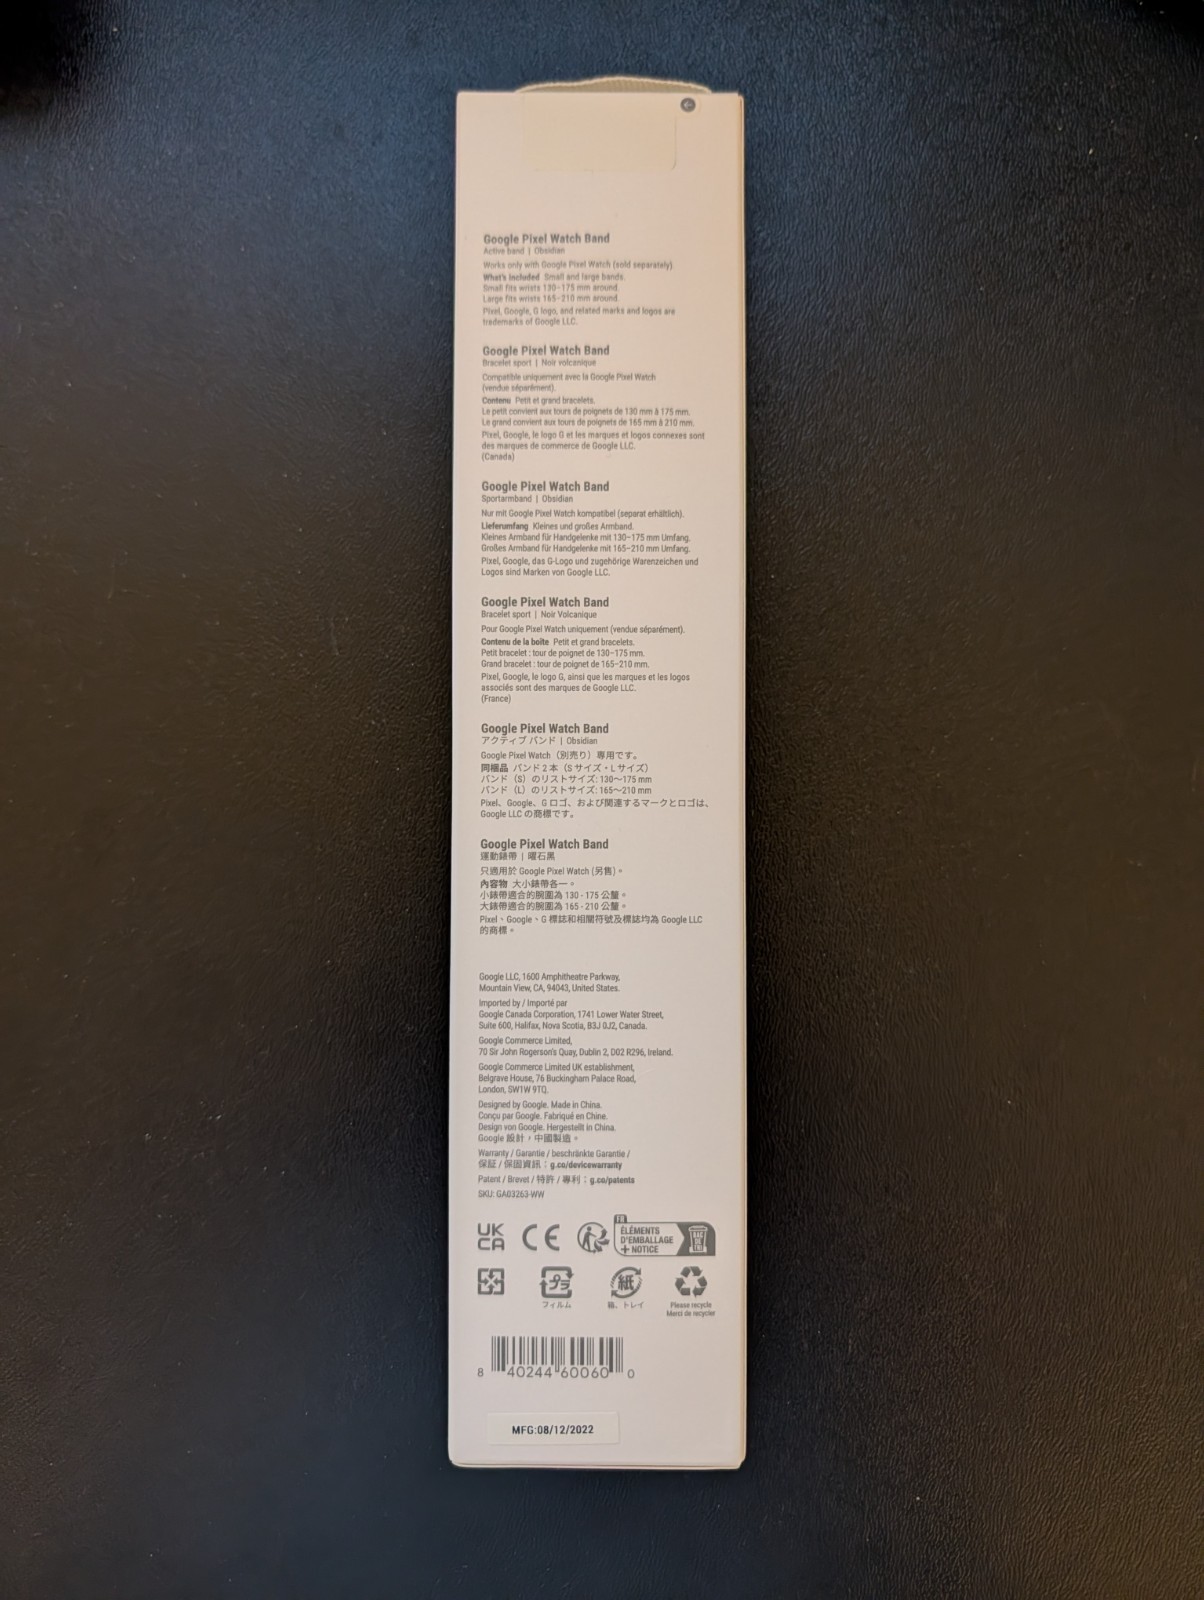 Google Pixel Watch Band
Active band | Obsidian
Works only with Google Pixel Watch (sold separately).
What's included Small and large bands.
Small fits wrists 130–175 mm around.
Large fits wrists 165–210 mm around.
Pixel, Google, G logo, and related marks and logos are
trademarks of Google LLC.
Google Pixel Watch Band
Bracelet sport | Noir volcanique
Compatible uniquement avec la Google Pixel Watch
(vendue séparément).
Contenu Petit et grand bracelets.
Le petit convient aux tours de poignets de 130 mm à 175 mm.
Le grand convient aux tours de poignets de 165 mm à 210 mm.
Pixel, Google, le logo G et les marques et logos connexes sont
des marques de commerce de Google LLC.
(Canada)
Google Pixel Watch Band
Sportarmband | Obsidian
Nur mit Google Pixel Watch kompatibel (separat erhältlich).
Lieferumfang Kleines und großes Armband.
Kleines Armband für Handgelenke mit 130–175 mm Umfang.
Großes Armband für Handgelenke mit 165–210 mm Umfang.
Pixel, Google, das G-Logo und zugehörige Warenzeichen und
Logos sind Marken von Google LLC.
Google Pixel Watch Band
Bracelet sport | Noir Volcanique
Pour Google Pixel Watch uniquement (vendue séparément).
Contenu de la boîte Petit et grand bracelets.
Petit bracelet : tour de poignet de 130–175 mm.
Grand bracelet : tour de poignet de 165–210 mm.
Pixel, Google, le logo G, ainsi que les marques et les logos
associés sont des marques de Google LLC.
(France)
Google Pixel Watch Band
アクティブ バンド | Obsidian
Google Pixel Watch（別売り）専用です。
同梱品 バンド 2 本（S サイズ・L サイズ）
バンド（S）のリストサイズ: 130～175 mm
バンド（L）のリストサイズ: 165～210 mm
Pixel、Google、G ロゴ、および関連するマークとロゴは、
Google LLC の商標です。
Google Pixel Watch Band
運動錶帶 | 曜石黑
只適用於 Google Pixel Watch (另售)。
內容物 大小錶帶各一。
小錶帶適合的腕圍為 130 - 175 公釐。
大錶帶適合的腕圍為 165 - 210 公釐。
Pixel、Google、G 標誌和相關符號及標誌均為 Google LLC
的商標。
Google LLC, 1600 Amphitheatre Parkway,
Mountain View, CA, 94043, United States.
Imported by / Importé par
Google Canada Corporation, 1741 Lower Water Street,
Suite 600, Halifax, Nova Scotia, B3J 0J2, Canada.
Google Commerce Limited,
70 Sir John Rogerson's Quay, Dublin 2, D02 R296, Ireland.
Google Commerce Limited UK establishment,
Belgrave House, 76 Buckingham Palace Road,
London, SW1W 9TQ.
Designed by Google. Made in China.
Conçu par Google. Fabriqué en Chine.
Design von Google. Hergestellt in China.
Google 設計，中國製造。
Warranty / Garantie / beschränkte Garantie /
保証 / 保固資訊：g.co/devicewarranty
Patent / Brevet / 特許 / 專利：g.co/patents
SKU: GA03263-WW
UK
CA
CE
FR
ÉLÉMENTS
D'EMBALLAGE
+ NOTICE
BAC
DE
TRI
プラ
フィルム
紙
箱、トレイ
Please recycle
Merci de recycler
8 40244 60060 0
MFG:08/12/2022